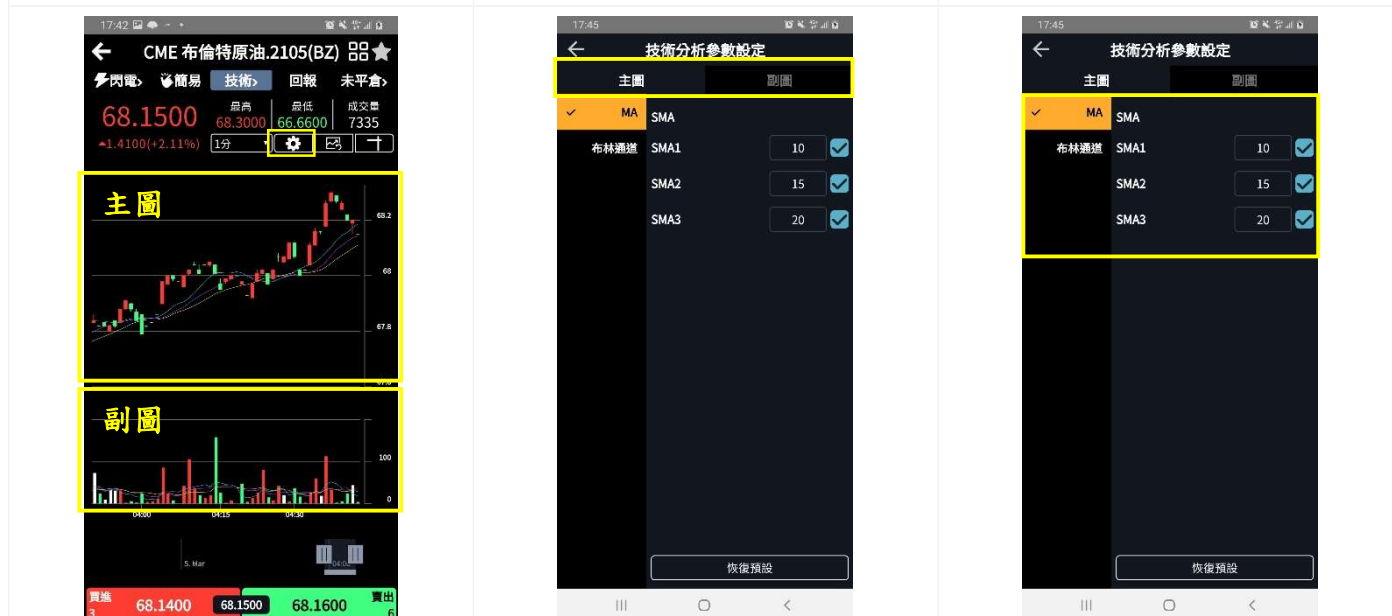 17:42
CME 布倫特原油.2105(BZ)
閃電› 簡易 技術› 回報 未平倉›
68.1500 最高 最低 成交量
68.3000 66.6600 7335
1.4100(+2.11%) 1分
主圖
68.2
68
67.8
副圖
100
0
04:00 04:15 04:30
5. Mar
買進 賣出
3 68.1400 68.1500 68.1600 6
17:45
技術分析參數設定
主圖 副圖
MA SMA
布林通道 SMA1 10
SMA2 15
SMA3 20
恢復預設
17:45
技術分析參數設定
主圖 副圖
MA SMA
布林通道 SMA1 10
SMA2 15
SMA3 20
恢復預設